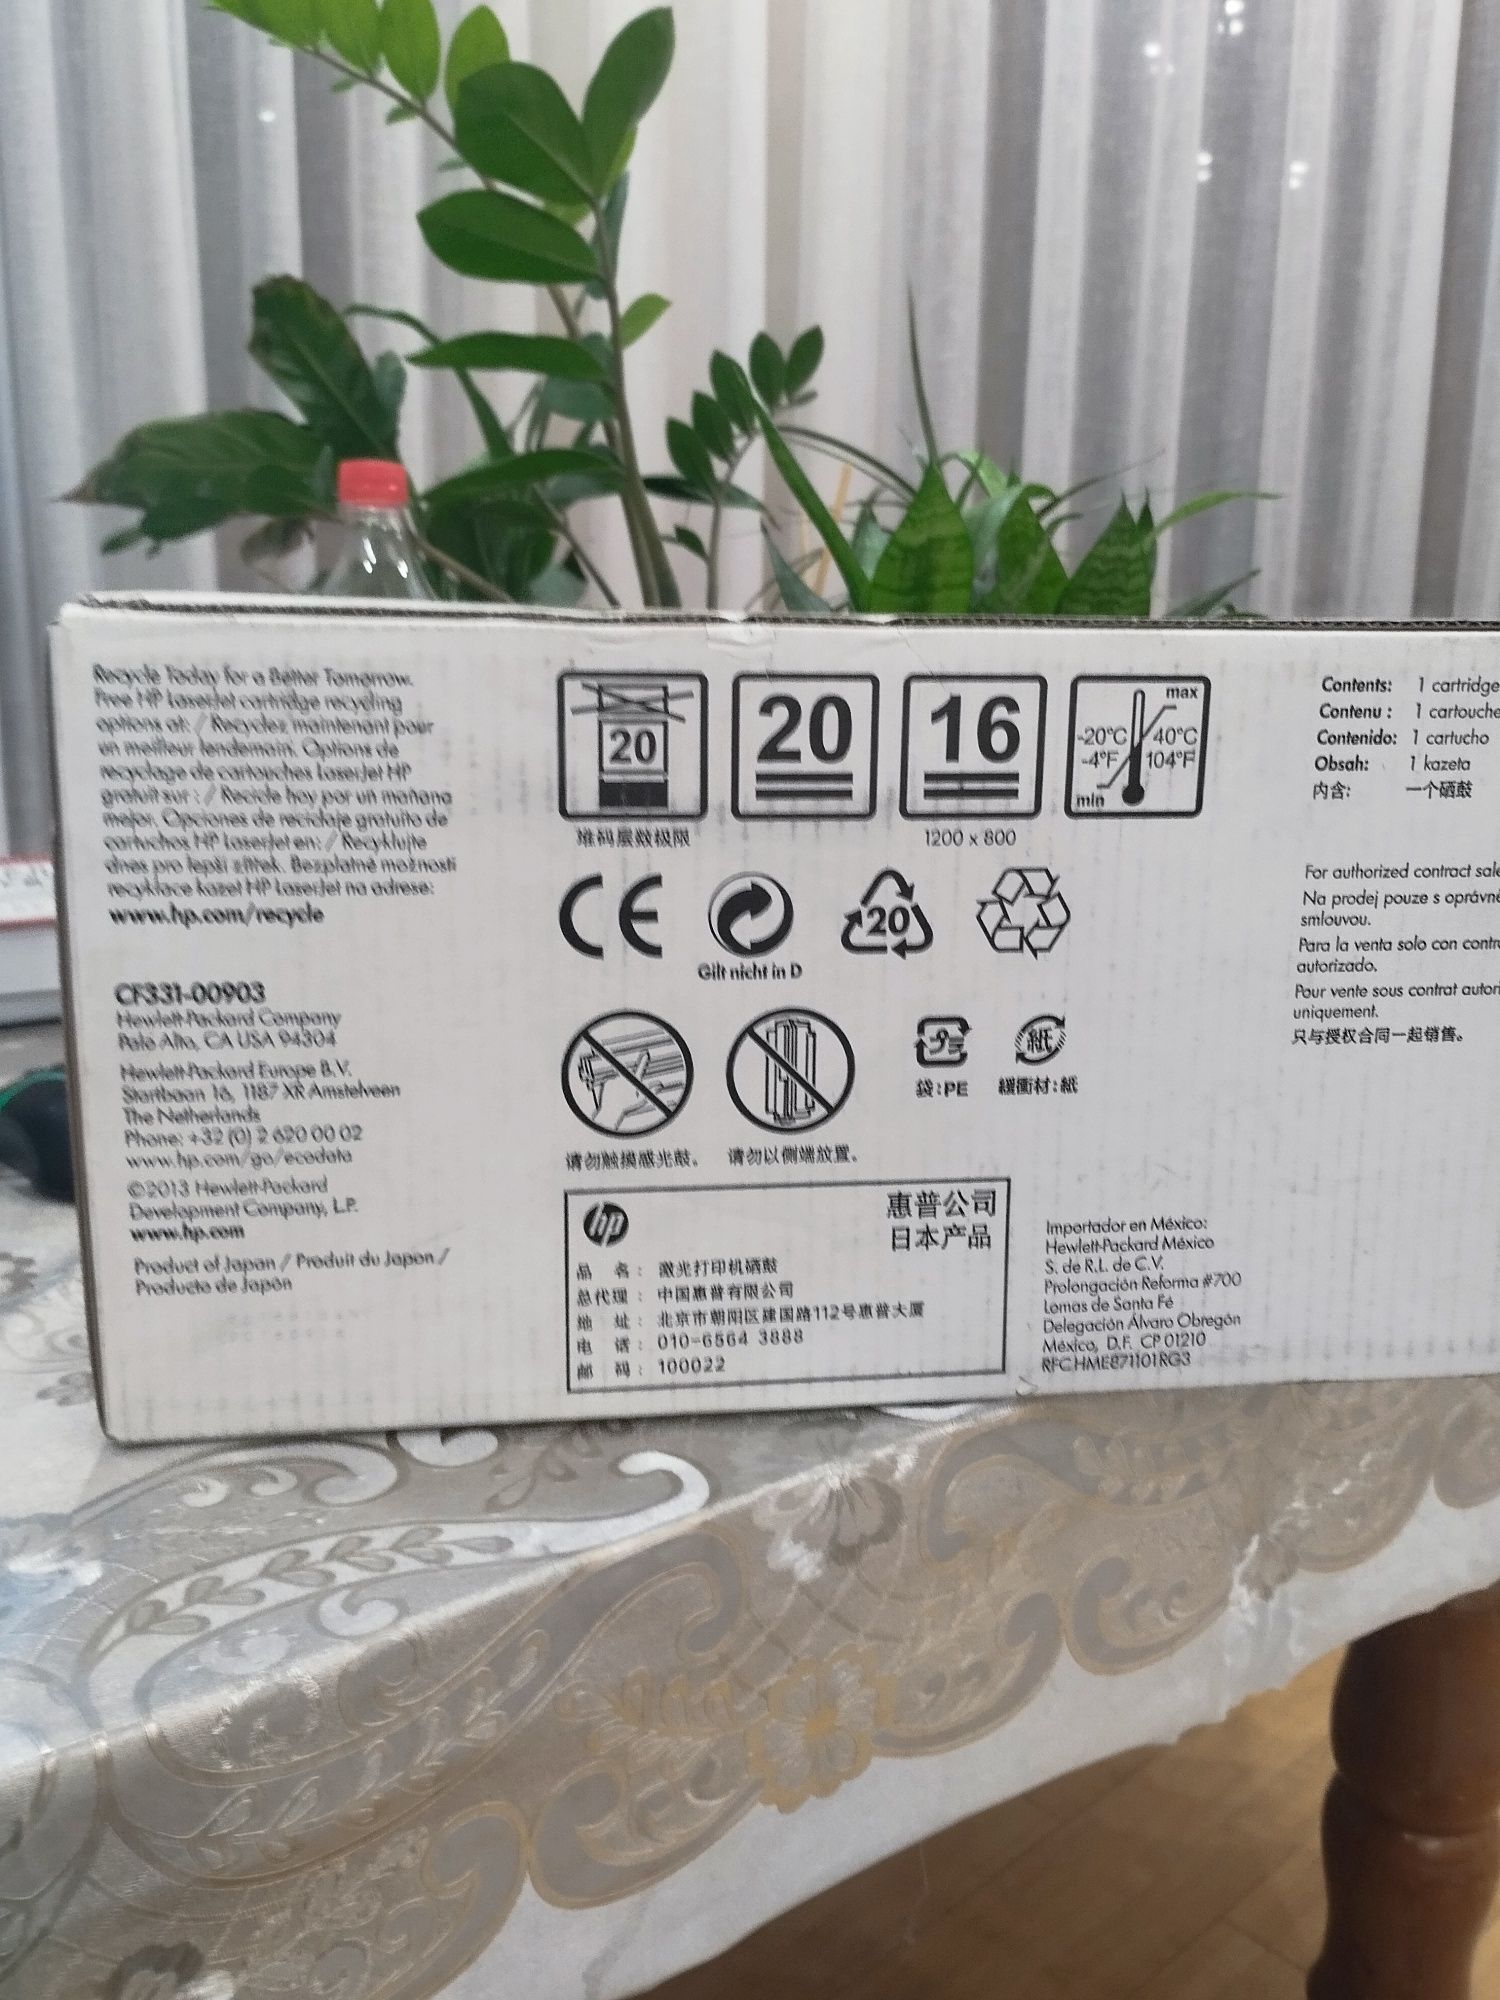 Recycle Today for a Better Tomorrow.
Free HP LaserJet cartridge recycling
options at: / Recyclez maintenant pour
un meilleur lendemain. Options de
recyclage de cartouches LaserJet HP
gratuit sur : / Recicle hoy por un mañana
mejor. Opciones de reciclaje gratuito de
cartuchos HP LaserJet en: / Recyklujte
dnes pro lepší zítřek. Bezplatné možnosti
recyklace kazet HP LaserJet na adrese:
www.hp.com/recycle
CF331-00903
Hewlett-Packard Company
Palo Alto, CA USA 94304
Hewlett-Packard Europe B.V.
Startbaan 16, 1187 XR Amstelveen
The Netherlands
Phone: +32 (0) 2 620 00 02
www.hp.com/go/ecodata
©2013 Hewlett-Packard
Development Company, L.P.
www.hp.com
Product of Japan / Produit du Japon /
Producto de Japón
20
堆码层数极限
20
16
1200 x 800
max
-20°C 40°C
-4°F 104°F
min
CE
Gilt nicht in D
20
请勿触摸感光鼓。
请勿以侧端放置。
袋:PE
紙
緩衝材:紙
hp
惠普公司
日本产品
品 名: 激光打印机硒鼓
总代理: 中国惠普有限公司
地 址: 北京市朝阳区建国路112号惠普大厦
电 话: 010-6564 3888
邮 码: 100022
Importador en México:
Hewlett-Packard México
S. de R.L. de C.V.
Prolongación Reforma #700
Lomas de Santa Fé
Delegación Álvaro Obregón
México, D.F. CP 01210
RFC HME871101RG3
Contents: 1 cartridge
Contenu : 1 cartouche
Contenido: 1 cartucho
Obsah: 1 kazeta
内含: 一个硒鼓
For authorized contract sale
Na prodej pouze s oprávně
smlouvou.
Para la venta solo con contr
autorizado.
Pour vente sous contrat autori
uniquement.
只与授权合同一起销售。